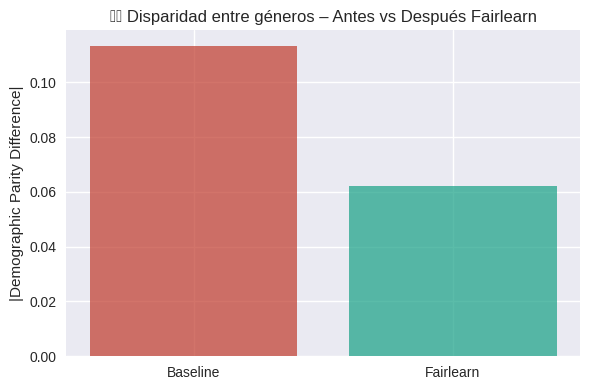 Disparidad entre géneros – Antes vs Después Fairlearn
|Demographic Parity Difference|
0.10
0.08
0.06
0.04
0.02
0.00
Baseline
Fairlearn